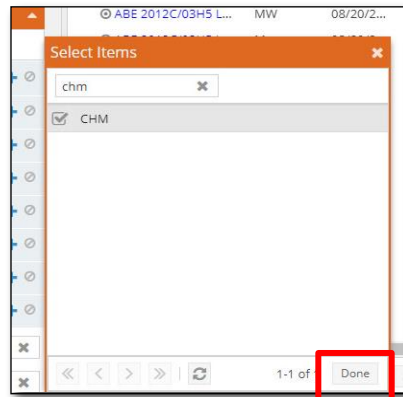 ABE 2012C/03H5 L... MW 08/20/2...
Select Items
chm
CHM
1-1 of
Done